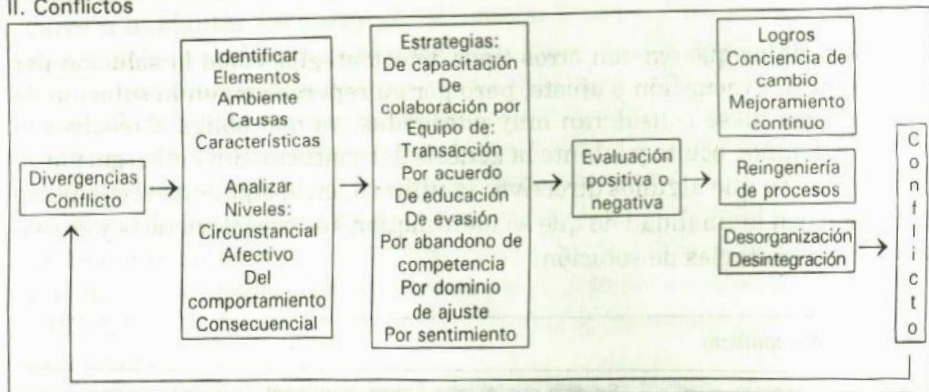 II. Conflictos
Divergencias
Conflicto
Identificar
Elementos
Ambiente
Causas
Características
Analizar
Niveles:
Circunstancial
Afectivo
Del
comportamiento
Consecuencial
Estrategias:
De capacitación
De
colaboración por
Equipo de:
Transacción
Por acuerdo
De educación
De evasión
Por abandono de
competencia
Por dominio
de ajuste
Por sentimiento
Evaluación
positiva o
negativa
Logros
Conciencia de
cambio
Mejoramiento
continuo
Reingeniería
de procesos
Desorganización
Desintegración
Conflicto